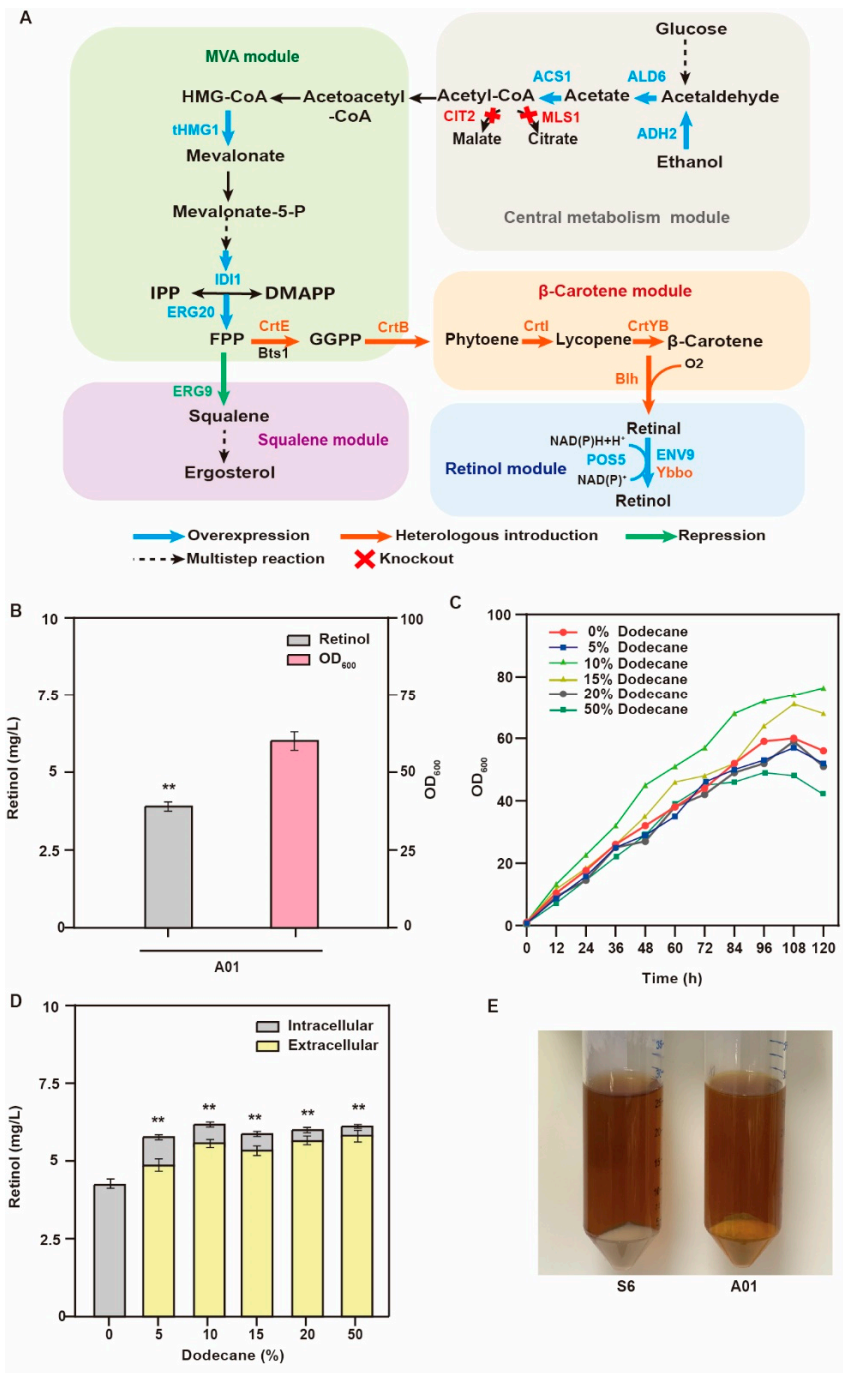 A
MVA module
Glucose
ACS1
ALD6
HMG-CoA
Acetoacetyl
-CoA
Acetyl-CoA
Acetate
Acetaldehyde
tHMG1
CIT2
MLS1
ADH2
Malate
Citrate
Mevalonate
Ethanol
Mevalonate-5-P
Central metabolism module
IDI1
IPP
DMAPP
ERG20
β-Carotene module
FPP
CrtE
Bts1
GGPP
CrtB
Phytoene
CrtI
Lycopene
CrtYB
β-Carotene
Blh
O2
ERG9
Squalene
Squalene module
Ergosterol
Retinal
NAD(P)H+H+
Retinol module
POS5
ENV9
Ybbo
NAD(P)+
Retinol
Overexpression
Heterologous introduction
Repression
Multistep reaction
Knockout
B
10
7.5
5
2.5
0
Retinol (mg/L)
Retinol
OD600
**
100
75
50
25
0
OD600
A01
C
100
80
60
40
20
0
OD600
0% Dodecane
5% Dodecane
10% Dodecane
15% Dodecane
20% Dodecane
50% Dodecane
0 12 24 36 48 60 72 84 96 108 120
Time (h)
D
10
7.5
5
2.5
0
Retinol (mg/L)
Intracellular
Extracellular
** ** ** ** **
0 5 10 15 20 50
Dodecane (%)
E
S6 A01